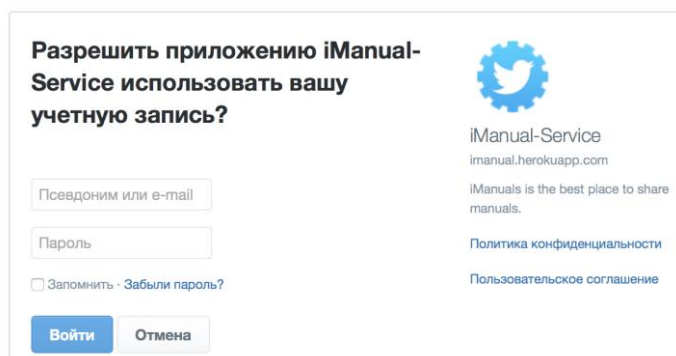 Разрешить приложению iManual-
Service использовать вашу
учетную запись?
Псевдоним или e-mail
Пароль
Запомнить · Забыли пароль?
Войти
Отмена
iManual-Service
imanual.herokuapp.com
iManuals is the best place to share
manuals.
Политика конфиденциальности
Пользовательское соглашение